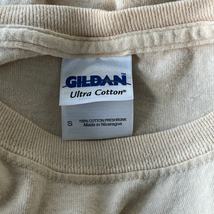 GILDAN
Ultra Cotton®
S
100% COTTON PRESHRUNK
Made in Nicaragua